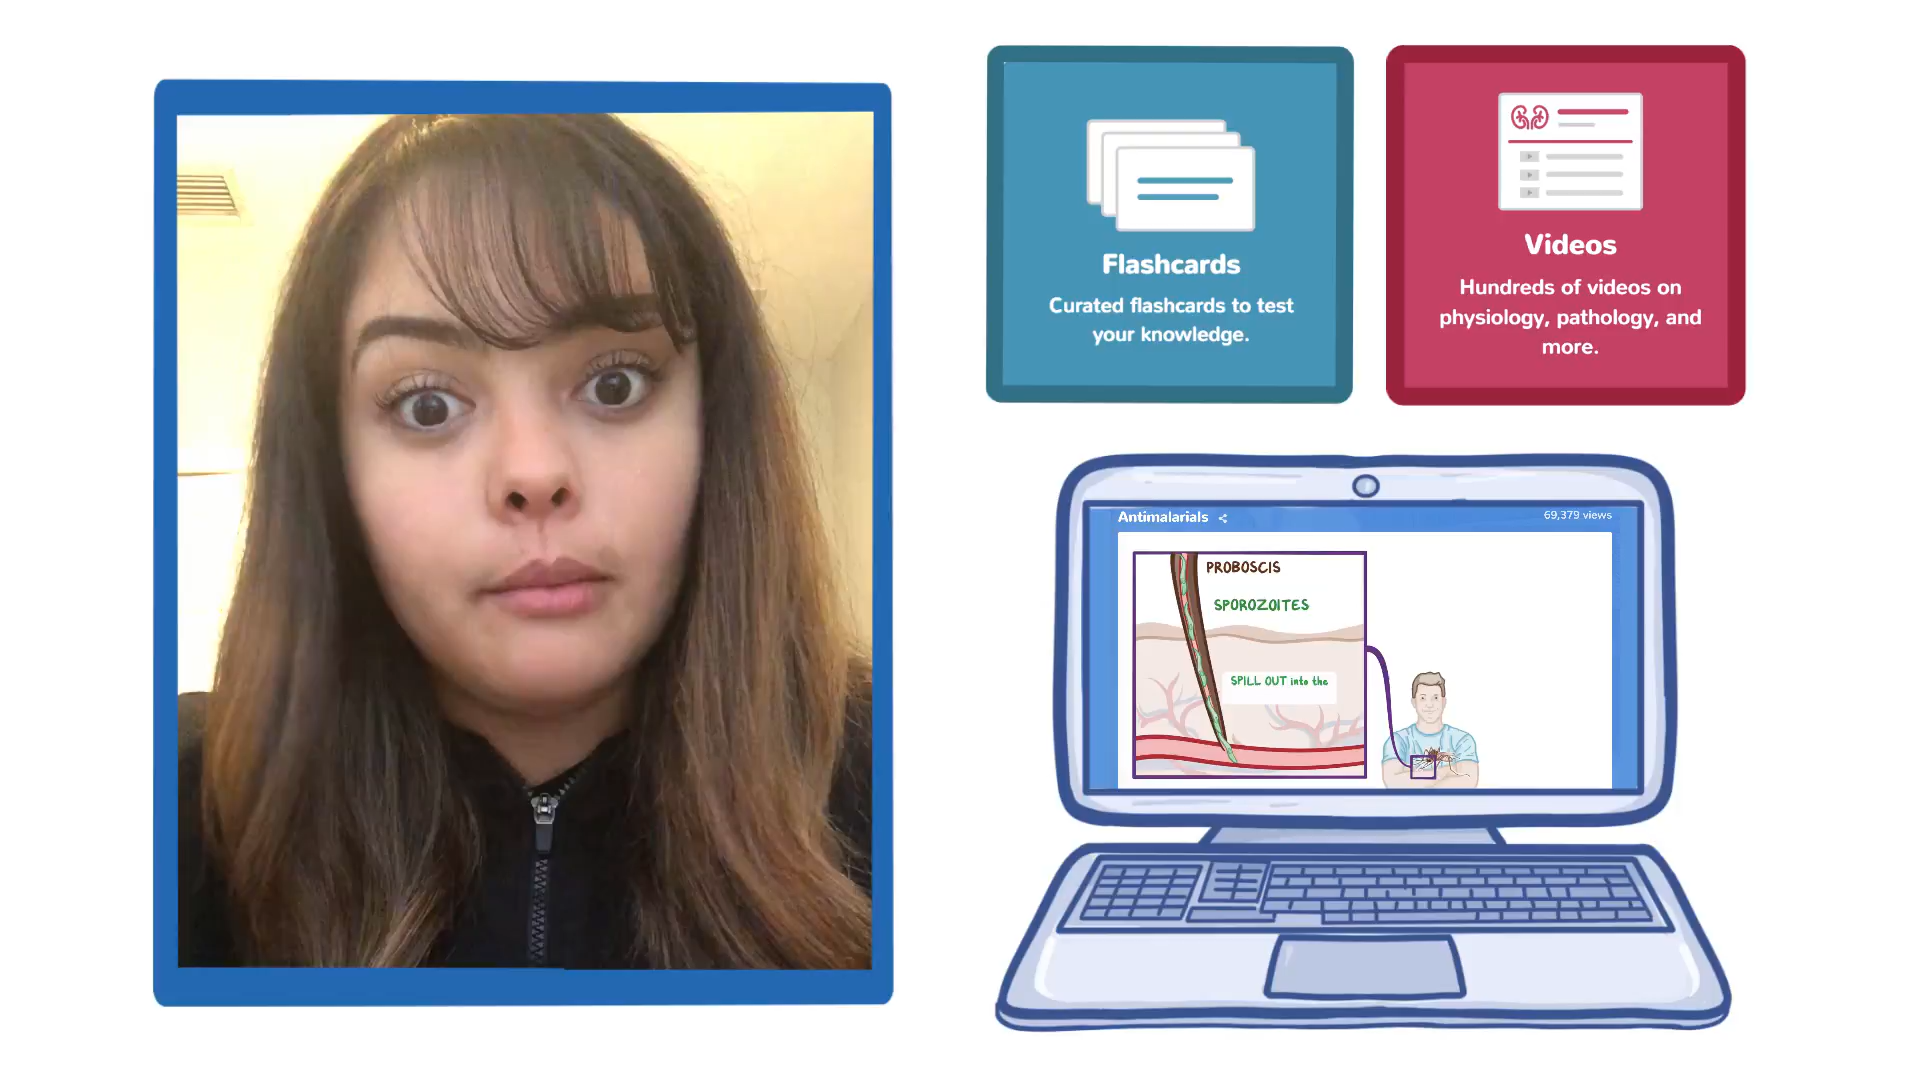 Flashcards
Curated flashcards to test
your knowledge.
Videos
Hundreds of videos on
physiology, pathology, and
more.
Antimalarials
69,379 views
PROBOSCIS
SPOROZOITES
SPILL OUT into the